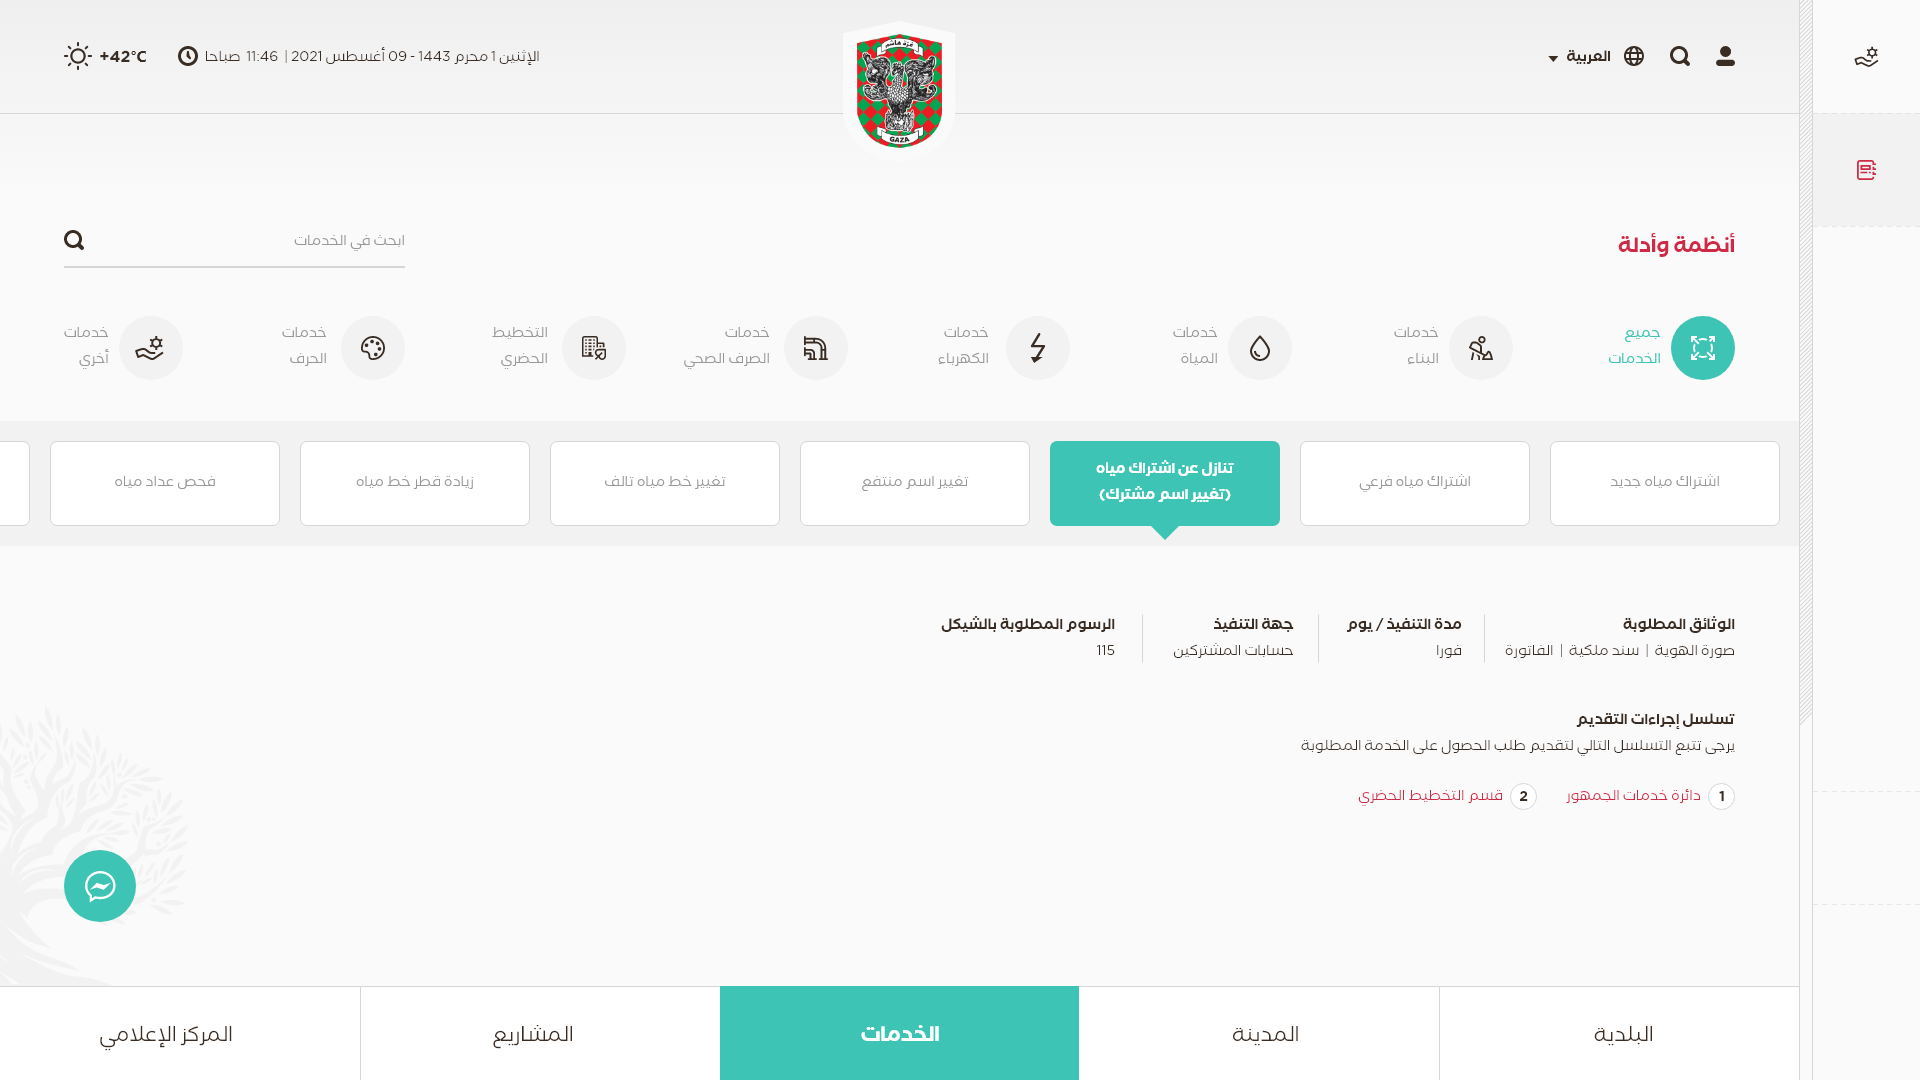 العربية
غزة هاشم
GAZA
الإثنين 1 محرم 1443 - 09 أغسطس 2021 | 11:46 صباحا
+42°C
أنظمة وأدلة
ابحث في الخدمات
جميع
الخدمات
خدمات
البناء
خدمات
المياة
خدمات
الكهرباء
خدمات
الصرف الصحي
التخطيط
الحضري
خدمات
الحرف
خدمات
أخري
اشتراك مياه جديد
اشتراك مياه فرعي
تنازل عن اشتراك مياه
(تغيير اسم مشترك)
تغيير اسم منتفع
تغيير خط مياه تالف
زيادة قطر خط مياه
فحص عداد مياه
الوثائق المطلوبة
صورة الهوية | سند ملكية | الفاتورة
مدة التنفيذ / يوم
فورا
جهة التنفيذ
حسابات المشتركين
الرسوم المطلوبة بالشيكل
115
تسلسل إجراءات التقديم
يرجى تتبع التسلسل التالي لتقديم طلب الحصول على الخدمة المطلوبة
1 دائرة خدمات الجمهور
2 قسم التخطيط الحضري
البلدية
المدينة
الخدمات
المشاريع
المركز الإعلامي